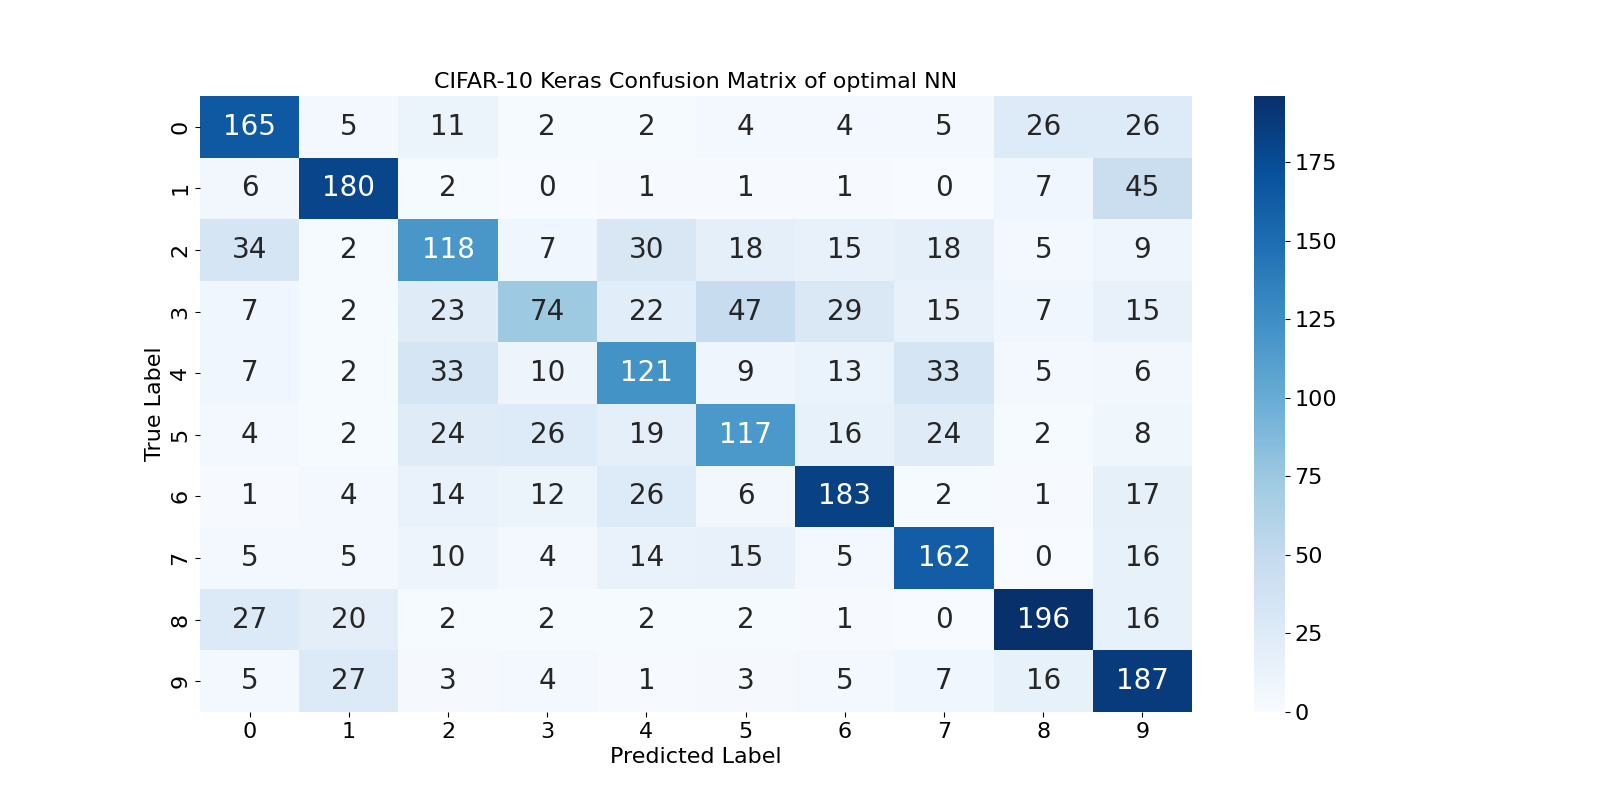 CIFAR-10 Keras Confusion Matrix of optimal NN
0 165 5 11 2 2 4 4 5 26 26
1 6 180 2 0 1 1 1 0 7 45
2 34 2 118 7 30 18 15 18 5 9
3 7 2 23 74 22 47 29 15 7 15
4 7 2 33 10 121 9 13 33 5 6
5 4 2 24 26 19 117 16 24 2 8
6 1 4 14 12 26 6 183 2 1 17
7 5 5 10 4 14 15 5 162 0 16
8 27 20 2 2 2 2 1 0 196 16
9 5 27 3 4 1 3 5 7 16 187
0 1 2 3 4 5 6 7 8 9
Predicted Label
True Label
175
150
125
100
75
50
25
0